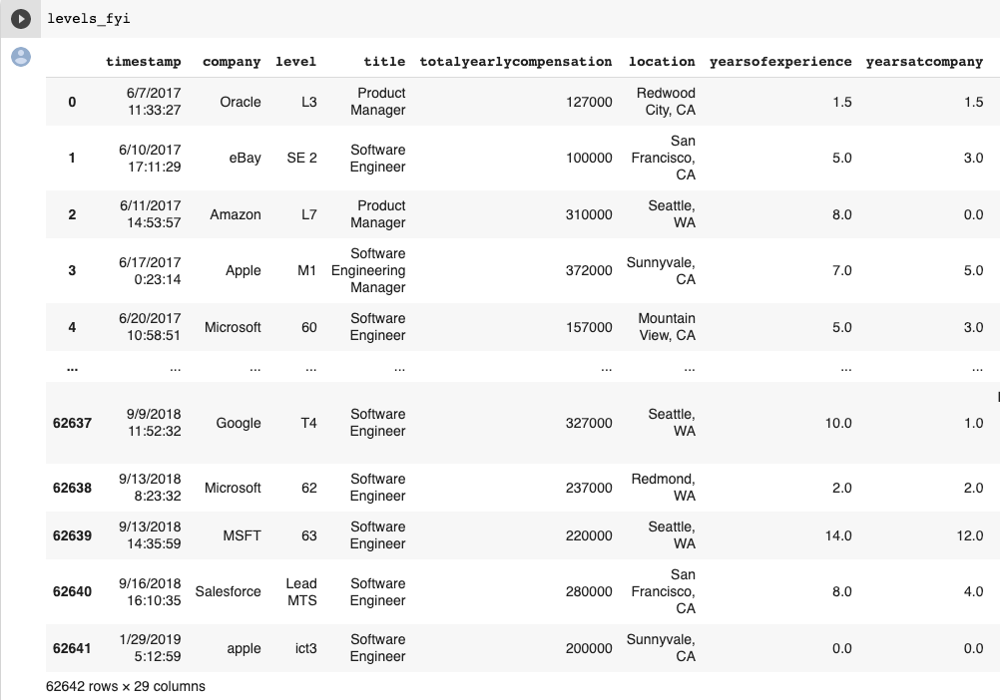 levels_fyi
timestamp company level title totalyearlycompensation location yearsofexperience yearsatcompany
0 6/7/2017 11:33:27 Oracle L3 Product Manager 127000 Redwood City, CA 1.5 1.5
1 6/10/2017 17:11:29 eBay SE 2 Software Engineer 100000 San Francisco, CA 5.0 3.0
2 6/11/2017 14:53:57 Amazon L7 Product Manager 310000 Seattle, WA 8.0 0.0
3 6/17/2017 0:23:14 Apple M1 Software Engineering Manager 372000 Sunnyvale, CA 7.0 5.0
4 6/20/2017 10:58:51 Microsoft 60 Software Engineer 157000 Mountain View, CA 5.0 3.0
... ... ... ... ... ... ... ... ...
62637 9/9/2018 11:52:32 Google T4 Software Engineer 327000 Seattle, WA 10.0 1.0
62638 9/13/2018 8:23:32 Microsoft 62 Software Engineer 237000 Redmond, WA 2.0 2.0
62639 9/13/2018 14:35:59 MSFT 63 Software Engineer 220000 Seattle, WA 14.0 12.0
62640 9/16/2018 16:10:35 Salesforce Lead MTS Software Engineer 280000 San Francisco, CA 8.0 4.0
62641 1/29/2019 5:12:59 apple ict3 Software Engineer 200000 Sunnyvale, CA 0.0 0.0
62642 rows × 29 columns